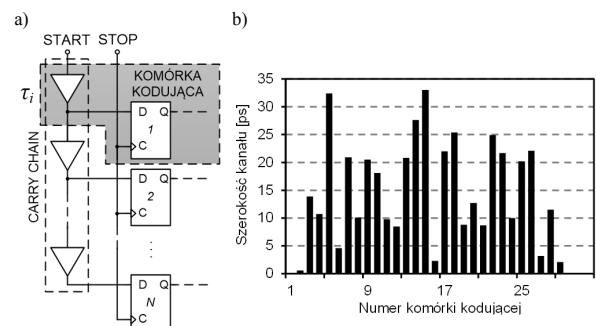 a)
START STOP
τi
KOMÓRKA
KODUJĄCA
D Q
1
C
CARRY CHAIN
D Q
2
C
D Q
N
C
b)
Szerokość kanału [ps]
35
30
25
20
15
10
5
0
1 9 17 25
Numer komórki kodującej